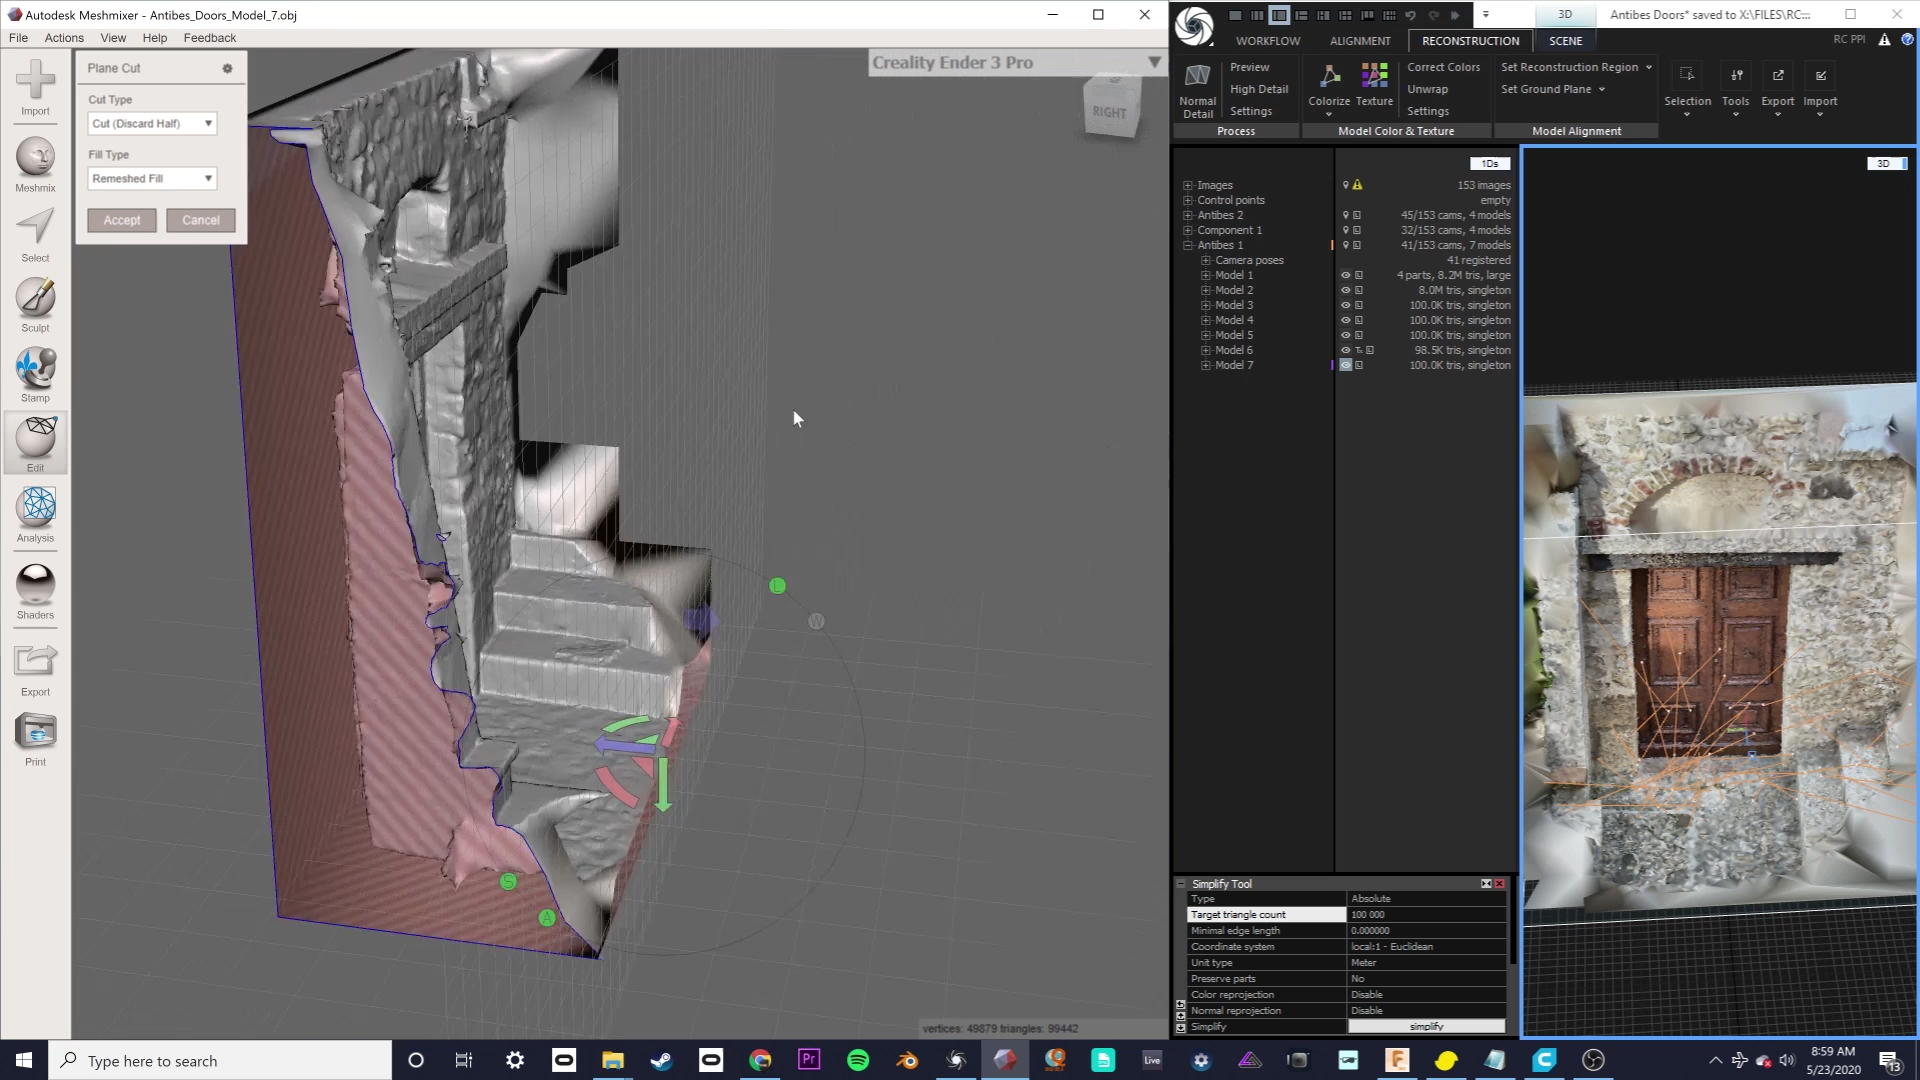 Autodesk Meshmixer - Antibes_Doors_Model_7.obj
File Actions View Help Feedback
Import
Meshmix
Select
Sculpt
Stamp
Edit
Analysis
Shaders
Export
Print
Plane Cut
Cut Type
Cut (Discard Half)
Fill Type
Remeshed Fill
Accept Cancel
Creality Ender 3 Pro
RIGHT
L
W
S
A
vertices: 49879 triangles: 99442
3D
Antibes Doors* saved to X:\FILES\RC...
WORKFLOW ALIGNMENT RECONSTRUCTION SCENE
RC PPI
Normal Detail
Preview
High Detail
Settings
Process
Colorize Texture
Correct Colors
Unwrap
Settings
Model Color & Texture
Set Reconstruction Region
Set Ground Plane
Model Alignment
Selection Tools Export Import
1Ds
3D
Images 153 images
Control points empty
Antibes 2 45/153 cams, 4 models
Component 1 32/153 cams, 4 models
Antibes 1 41/153 cams, 7 models
Camera poses 41 registered
Model 1 4 parts, 8.2M tris, large
Model 2 8.0M tris, singleton
Model 3 100.0K tris, singleton
Model 4 100.0K tris, singleton
Model 5 100.0K tris, singleton
Model 6 98.5K tris, singleton
Model 7 100.0K tris, singleton
Simplify Tool
Type Absolute
Target triangle count 100 000
Minimal edge length 0.000000
Coordinate system local:1 - Euclidean
Unit type Meter
Preserve parts No
Color reprojection Disable
Normal reprojection Disable
Simplify simplify
Type here to search
Pr
Live
8:59 AM
5/23/2020
13